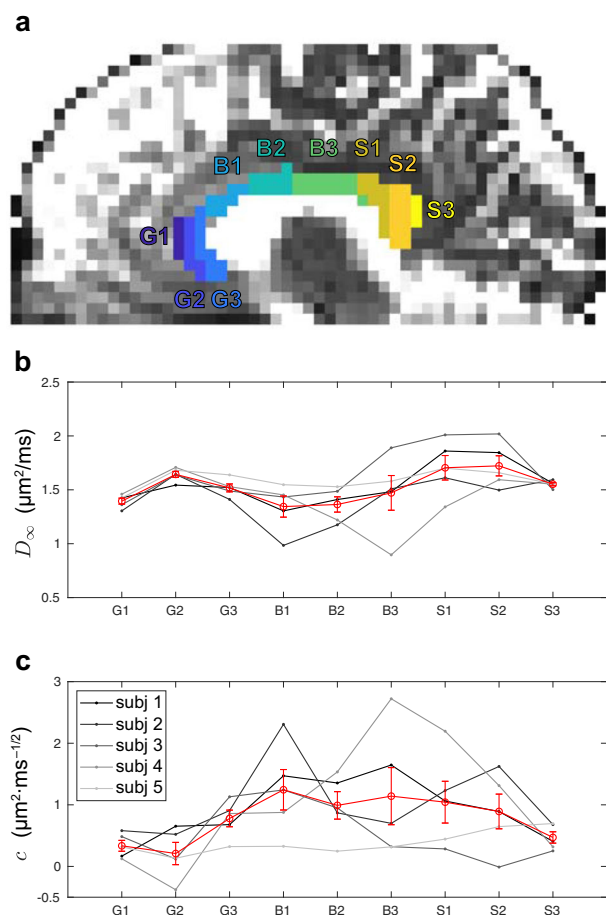 a
B2 B3 S1
B1 S2
S3
G1
G2 G3
b
2.5
2
1.5
1
0.5
D∞ (μm²/ms)
G1 G2 G3 B1 B2 B3 S1 S2 S3
c
3
2
1
0
-0.5
c (μm²·ms⁻¹/²)
subj 1
subj 2
subj 3
subj 4
subj 5
G1 G2 G3 B1 B2 B3 S1 S2 S3